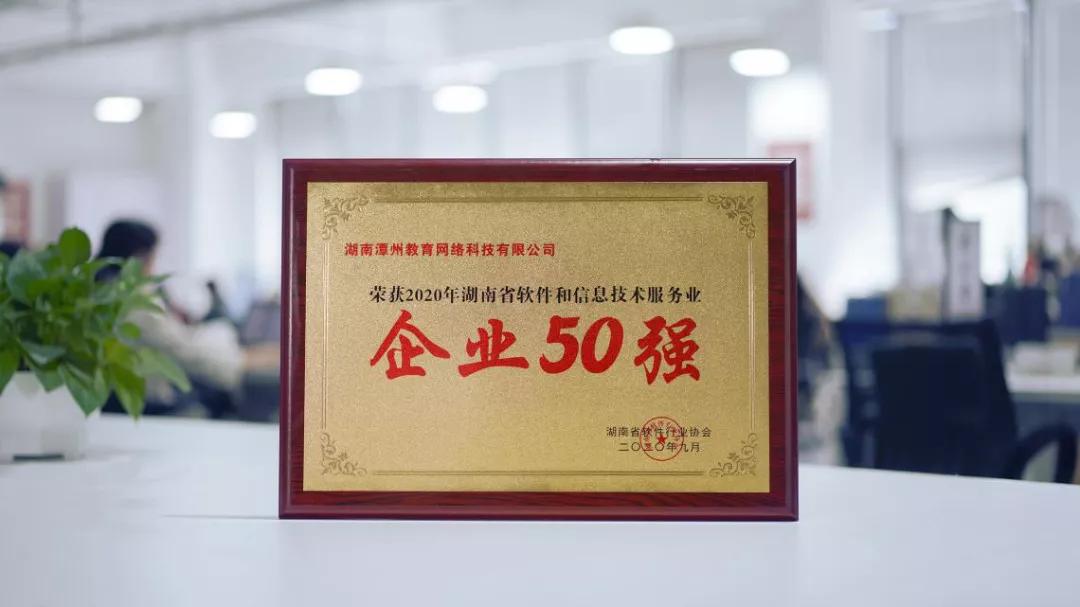 湖南潭州教育网络科技有限公司
荣获2020年湖南省软件和信息技术服务业
企业50强
湖南省软件行业协会
二〇二〇年九月